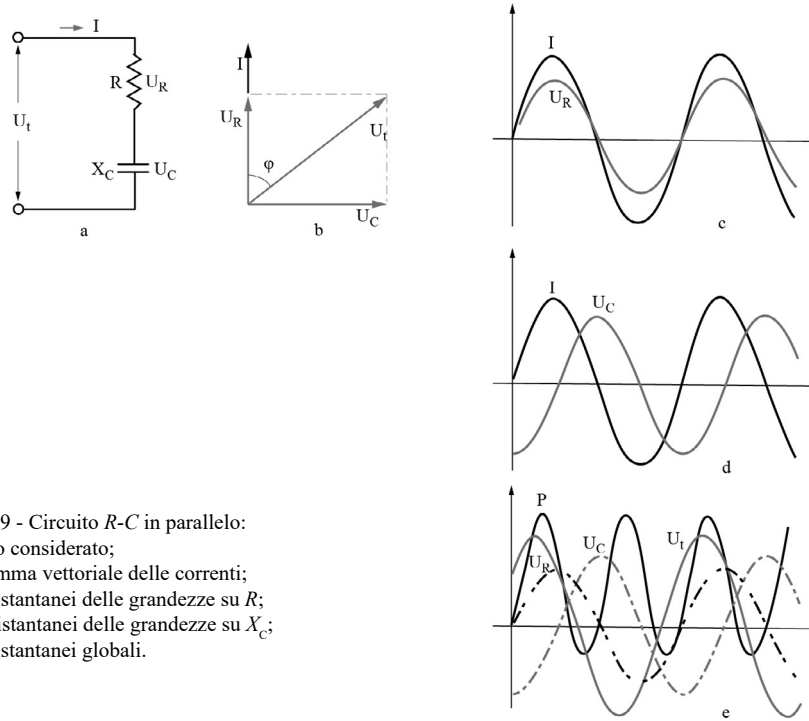 I
R
U_R
U_t
X_C
U_C
a
I
U_R
U_t
φ
U_C
b
I
U_R
c
I
U_C
d
P
U_R
U_C
U_t
e
9 - Circuito R-C in parallelo:
o considerato;
mma vettoriale delle correnti;
stantanei delle grandezze su R;
istantanei delle grandezze su X_C;
stantanei globali.